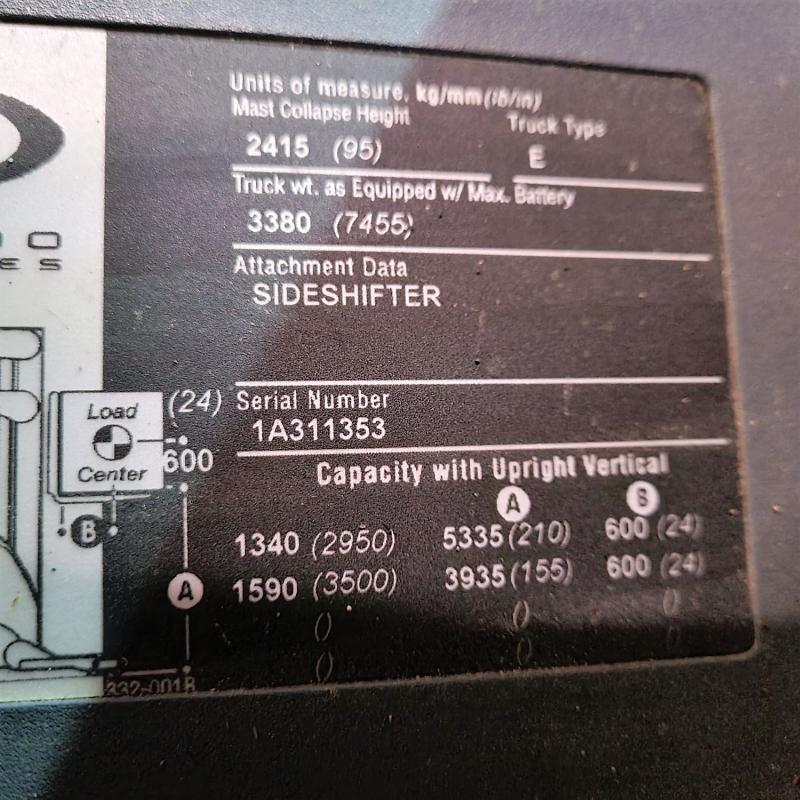 Units of measure, kg/mm (lb/in)
Mast Collapse Height Truck Type
2415 (95) E
Truck wt. as Equipped w/ Max. Battery
3380 (7455)
Attachment Data
SIDESHIFTER
(24) Serial Number
1A311353
Load
Center
600
Capacity with Upright Vertical
A B
B
1340 (2950) 5335 (210) 600 (24)
A
1590 (3500) 3935 (155) 600 (24)
() () ()
() () ()